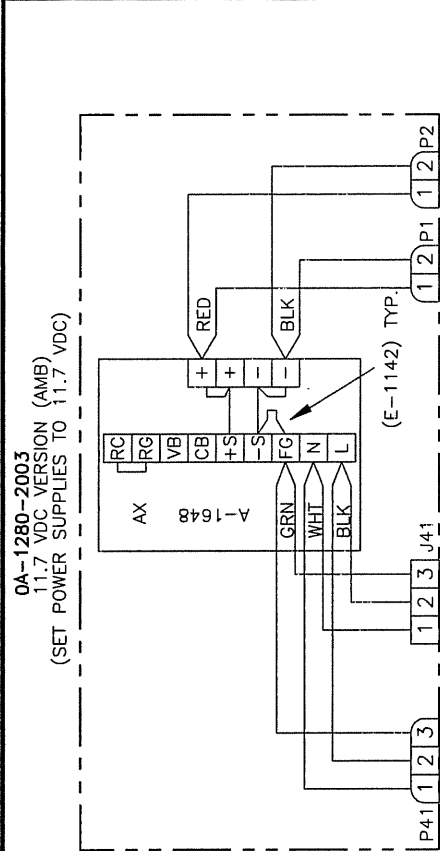 0A-1280-2003
11.7 VDC VERSION (AMB)
(SET POWER SUPPLIES TO 11.7 VDC)
AX
A-1648
RC
RG
VB
CB
+S
-S
FG
N
L
+
+
-
-
RED
BLK
GRN
WHT
BLK
(E-1142) TYP.
P41 1 2 3
1 2 3 J41
1 2 P1
1 2 P2